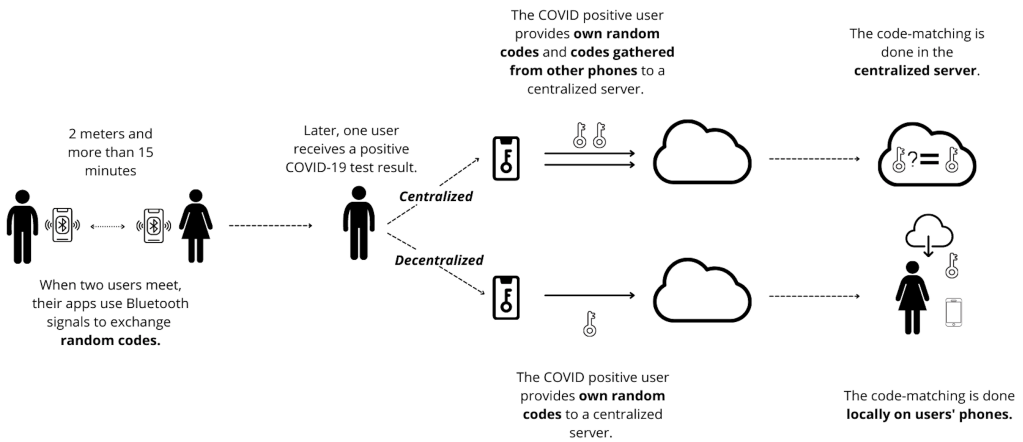 2 meters and
more than 15
minutes
When two users meet,
their apps use Bluetooth
signals to exchange
random codes.
Later, one user
receives a positive
COVID-19 test result.
Centralized
Decentralized
The COVID positive user
provides own random
codes and codes gathered
from other phones to a
centralized server.
The code-matching is
done in the
centralized server.
?=
The COVID positive user
provides own random
codes to a centralized
server.
The code-matching is done
locally on users' phones.